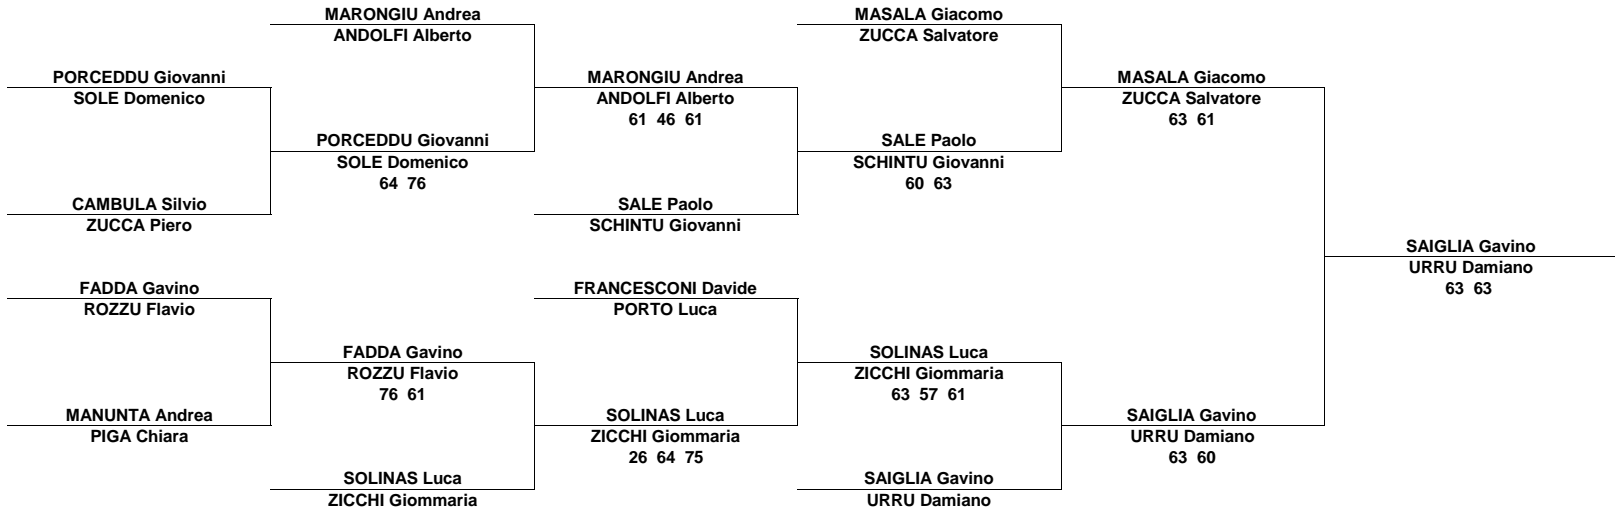 MARONGIU Andrea
ANDOLFI Alberto
MASALA Giacomo
ZUCCA Salvatore
PORCEDDU Giovanni
SOLE Domenico
MARONGIU Andrea
ANDOLFI Alberto
61 46 61
MASALA Giacomo
ZUCCA Salvatore
63 61
PORCEDDU Giovanni
SOLE Domenico
64 76
SALE Paolo
SCHINTU Giovanni
60 63
CAMBULA Silvio
ZUCCA Piero
SALE Paolo
SCHINTU Giovanni
SAIGLIA Gavino
URRU Damiano
63 63
FADDA Gavino
ROZZU Flavio
FRANCESCONI Davide
PORTO Luca
FADDA Gavino
ROZZU Flavio
76 61
SOLINAS Luca
ZICCHI Giommaria
63 57 61
MANUNTA Andrea
PIGA Chiara
SOLINAS Luca
ZICCHI Giommaria
26 64 75
SAIGLIA Gavino
URRU Damiano
63 60
SOLINAS Luca
ZICCHI Giommaria
SAIGLIA Gavino
URRU Damiano